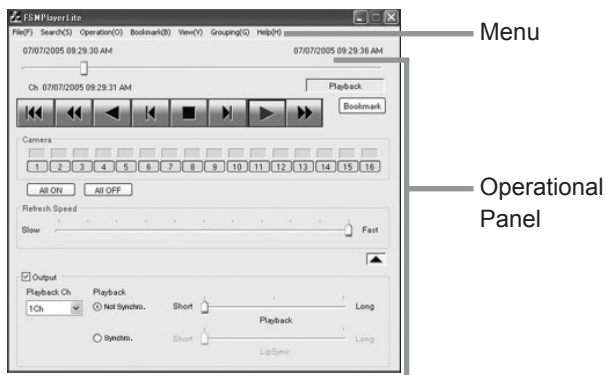 FSMPlayerLite
File(F) Search(S) Operation(O) Bookmark(B) View(V) Grouping(G) Help(H)
Menu
07/07/2005 09:29:30 AM 07/07/2005 09:29:36 AM
Ch 07/07/2005 09:29:31 AM Playback
Bookmark
Camera
1 2 3 4 5 6 7 8 9 10 11 12 13 14 15 16
All ON All OFF
Operational
Panel
Refresh Speed
Slow Fast
Output
Playback Ch Playback
1Ch Not Synchro. Short Long
Playback
Synchro. Short Long
LipSync